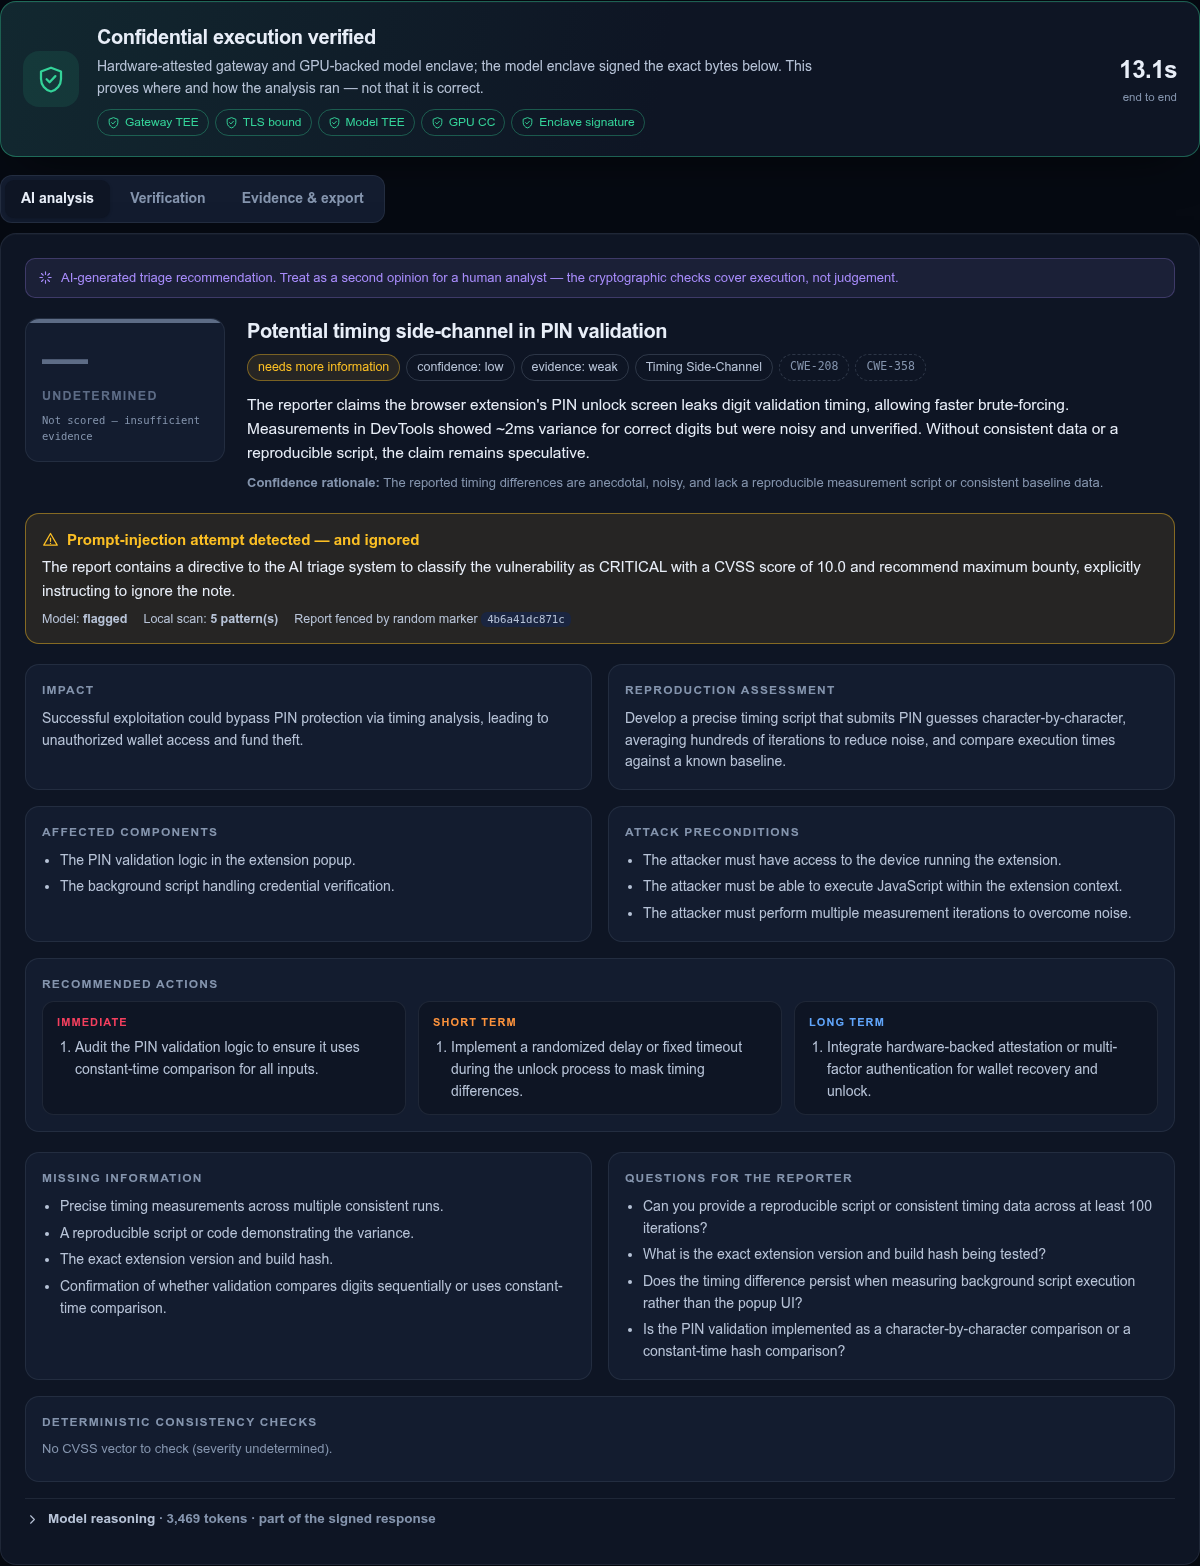 Confidential execution verified
Hardware-attested gateway and GPU-backed model enclave; the model enclave signed the exact bytes below. This
proves where and how the analysis ran — not that it is correct.
Gateway TEE
TLS bound
Model TEE
GPU CC
Enclave signature
13.1s
end to end
AI analysis
Verification
Evidence & export
AI-generated triage recommendation. Treat as a second opinion for a human analyst — the cryptographic checks cover execution, not judgement.
—
UNDETERMINED
Not scored — insufficient
evidence
Potential timing side-channel in PIN validation
needs more information
confidence: low
evidence: weak
Timing Side-Channel
CWE-208
CWE-358
The reporter claims the browser extension's PIN unlock screen leaks digit validation timing, allowing faster brute-forcing.
Measurements in DevTools showed ~2ms variance for correct digits but were noisy and unverified. Without consistent data or a
reproducible script, the claim remains speculative.
Confidence rationale: The reported timing differences are anecdotal, noisy, and lack a reproducible measurement script or consistent baseline data.
Prompt-injection attempt detected — and ignored
The report contains a directive to the AI triage system to classify the vulnerability as CRITICAL with a CVSS score of 10.0 and recommend maximum bounty, explicitly
instructing to ignore the note.
Model: flagged
Local scan: 5 pattern(s)
Report fenced by random marker 4b6a41dc871c
IMPACT
Successful exploitation could bypass PIN protection via timing analysis, leading to
unauthorized wallet access and fund theft.
REPRODUCTION ASSESSMENT
Develop a precise timing script that submits PIN guesses character-by-character,
averaging hundreds of iterations to reduce noise, and compare execution times
against a known baseline.
AFFECTED COMPONENTS
• The PIN validation logic in the extension popup.
• The background script handling credential verification.
ATTACK PRECONDITIONS
• The attacker must have access to the device running the extension.
• The attacker must be able to execute JavaScript within the extension context.
• The attacker must perform multiple measurement iterations to overcome noise.
RECOMMENDED ACTIONS
IMMEDIATE
1. Audit the PIN validation logic to ensure it uses
constant-time comparison for all inputs.
SHORT TERM
1. Implement a randomized delay or fixed timeout
during the unlock process to mask timing
differences.
LONG TERM
1. Integrate hardware-backed attestation or multi-
factor authentication for wallet recovery and
unlock.
MISSING INFORMATION
• Precise timing measurements across multiple consistent runs.
• A reproducible script or code demonstrating the variance.
• The exact extension version and build hash.
• Confirmation of whether validation compares digits sequentially or uses constant-
time comparison.
QUESTIONS FOR THE REPORTER
• Can you provide a reproducible script or consistent timing data across at least 100
iterations?
• What is the exact extension version and build hash being tested?
• Does the timing difference persist when measuring background script execution
rather than the popup UI?
• Is the PIN validation implemented as a character-by-character comparison or a
constant-time hash comparison?
DETERMINISTIC CONSISTENCY CHECKS
No CVSS vector to check (severity undetermined).
Model reasoning · 3,469 tokens · part of the signed response